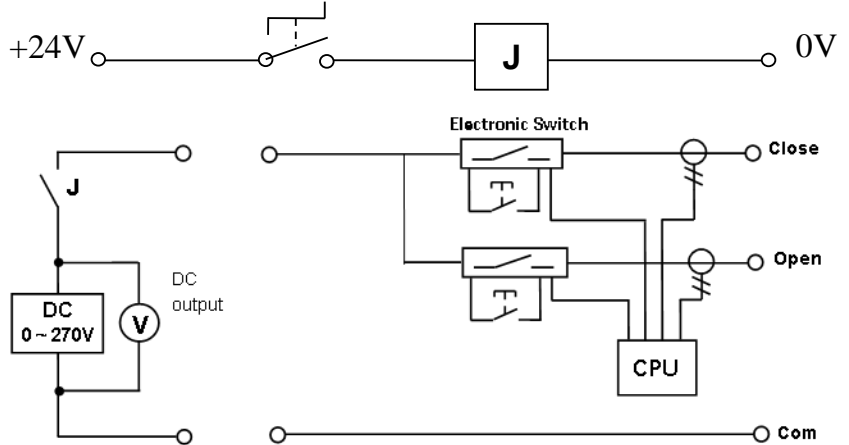 +24V
J
0V
Electronic Switch
Close
J
Open
DC
output
DC
0~270V
V
CPU
Com